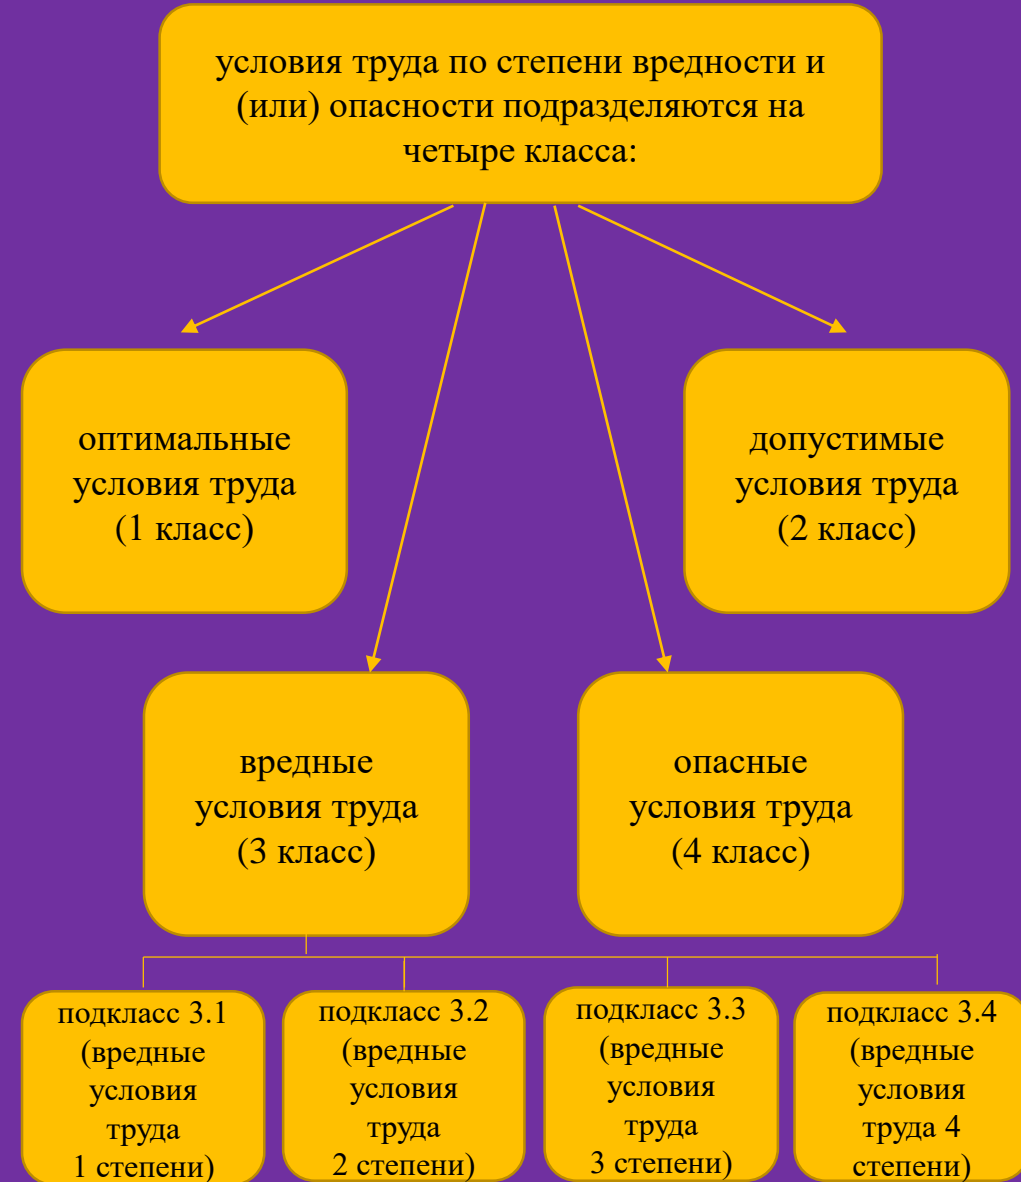 условия труда по степени вредности и
(или) опасности подразделяются на
четыре класса:
оптимальные
условия труда
(1 класс)
допустимые
условия труда
(2 класс)
вредные
условия труда
(3 класс)
опасные
условия труда
(4 класс)
подкласс 3.1
(вредные
условия
труда
1 степени)
подкласс 3.2
(вредные
условия
труда
2 степени)
подкласс 3.3
(вредные
условия
труда
3 степени)
подкласс 3.4
(вредные
условия
труда 4
степени)